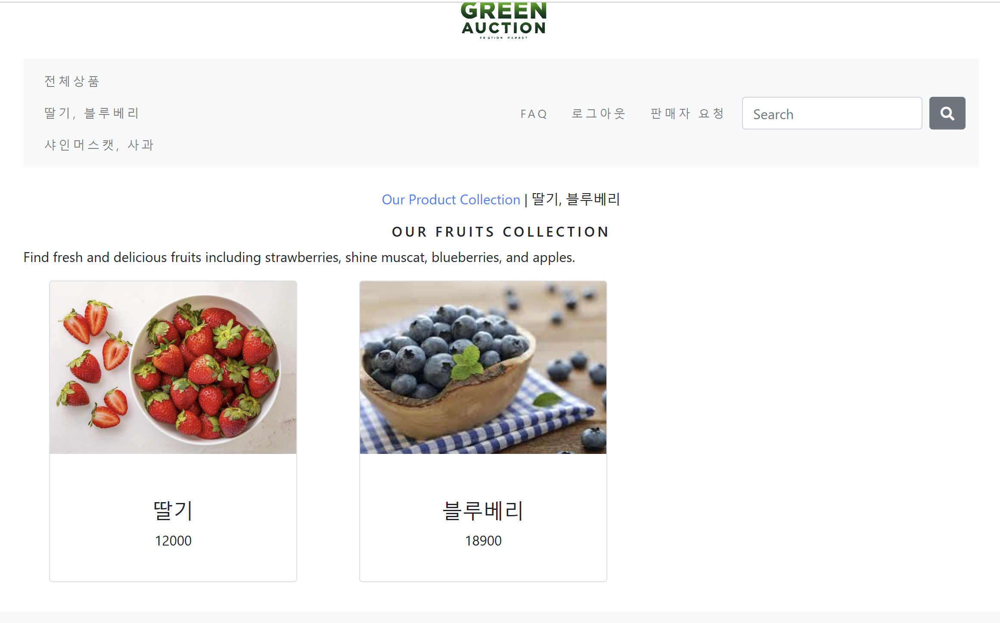 GREEN
AUCTION
전체상품
딸기, 블루베리
샤인머스캣, 사과
FAQ 로그아웃 판매자 요청 Search
Our Product Collection | 딸기, 블루베리
OUR FRUITS COLLECTION
Find fresh and delicious fruits including strawberries, shine muscat, blueberries, and apples.
딸기
12000
블루베리
18900